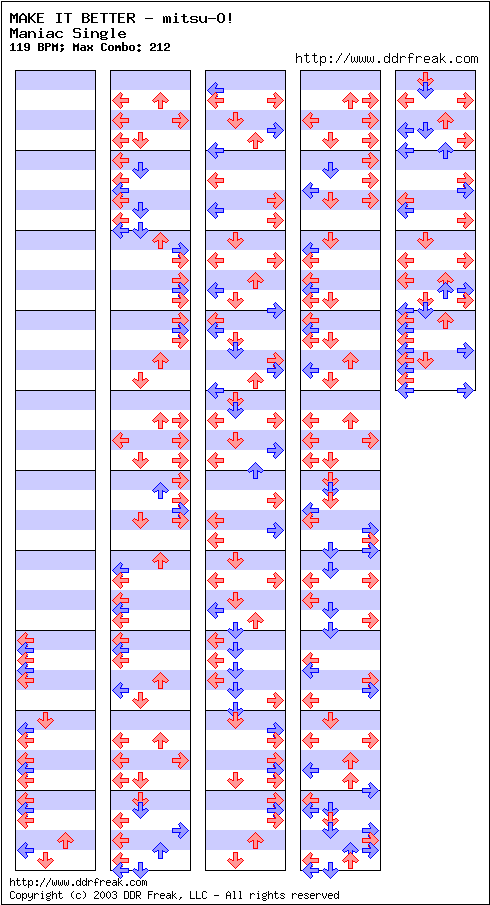 MAKE IT BETTER - mitsu-O!
Maniac Single
119 BPM; Max Combo: 212
http://www.ddrfreak.com
http://www.ddrfreak.com
Copyright (c) 2003 DDR Freak, LLC - All rights reserved